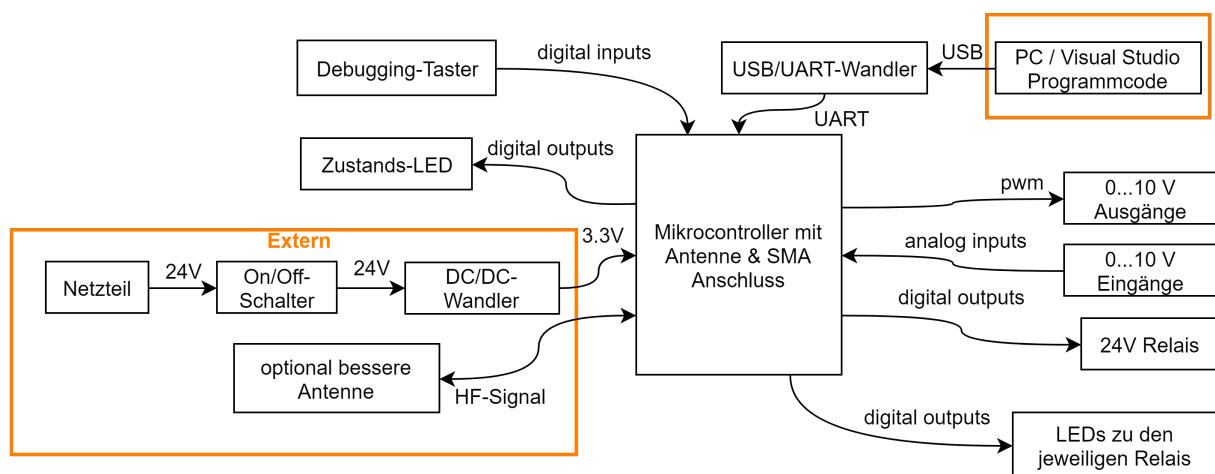 digital inputs
Debugging-Taster
USB/UART-Wandler
USB
PC / Visual Studio
Programmcode
UART
digital outputs
Zustands-LED
pwm
0...10 V
Ausgänge
Extern
3.3V
Mikrocontroller mit
Antenne & SMA
Anschluss
analog inputs
0...10 V
Eingänge
Netzteil
24V
On/Off-
Schalter
24V
DC/DC-
Wandler
digital outputs
24V Relais
optional bessere
Antenne
HF-Signal
digital outputs
LEDs zu den
jeweiligen Relais